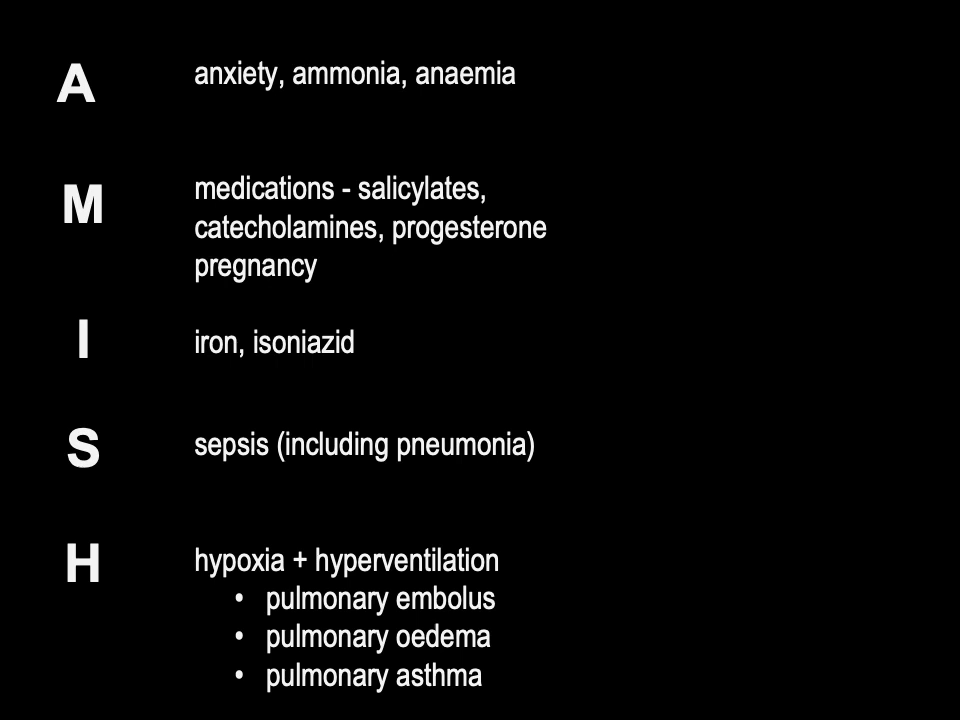 A
anxiety, ammonia, anaemia
M
medications - salicylates,
catecholamines, progesterone
pregnancy
I
iron, isoniazid
S
sepsis (including pneumonia)
H
hypoxia + hyperventilation
• pulmonary embolus
• pulmonary oedema
• pulmonary asthma